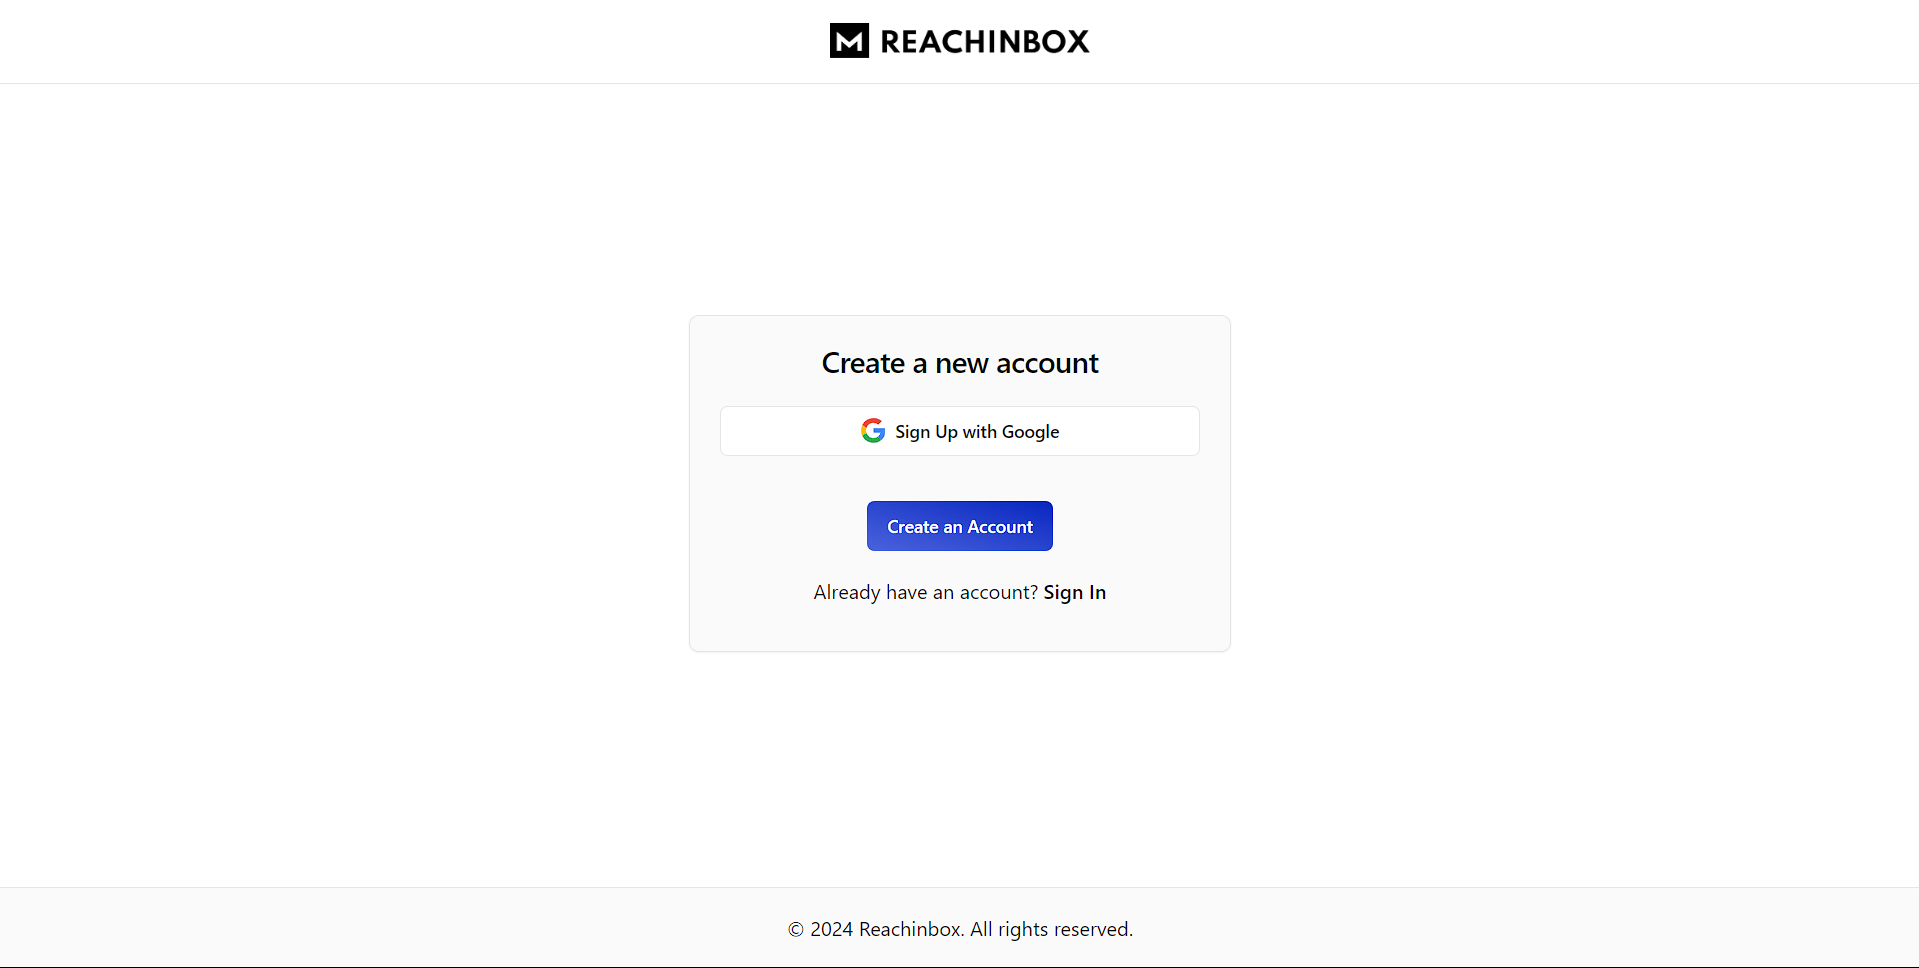 REACHINBOX
Create a new account
Sign Up with Google
Create an Account
Already have an account? Sign In
© 2024 Reachinbox. All rights reserved.